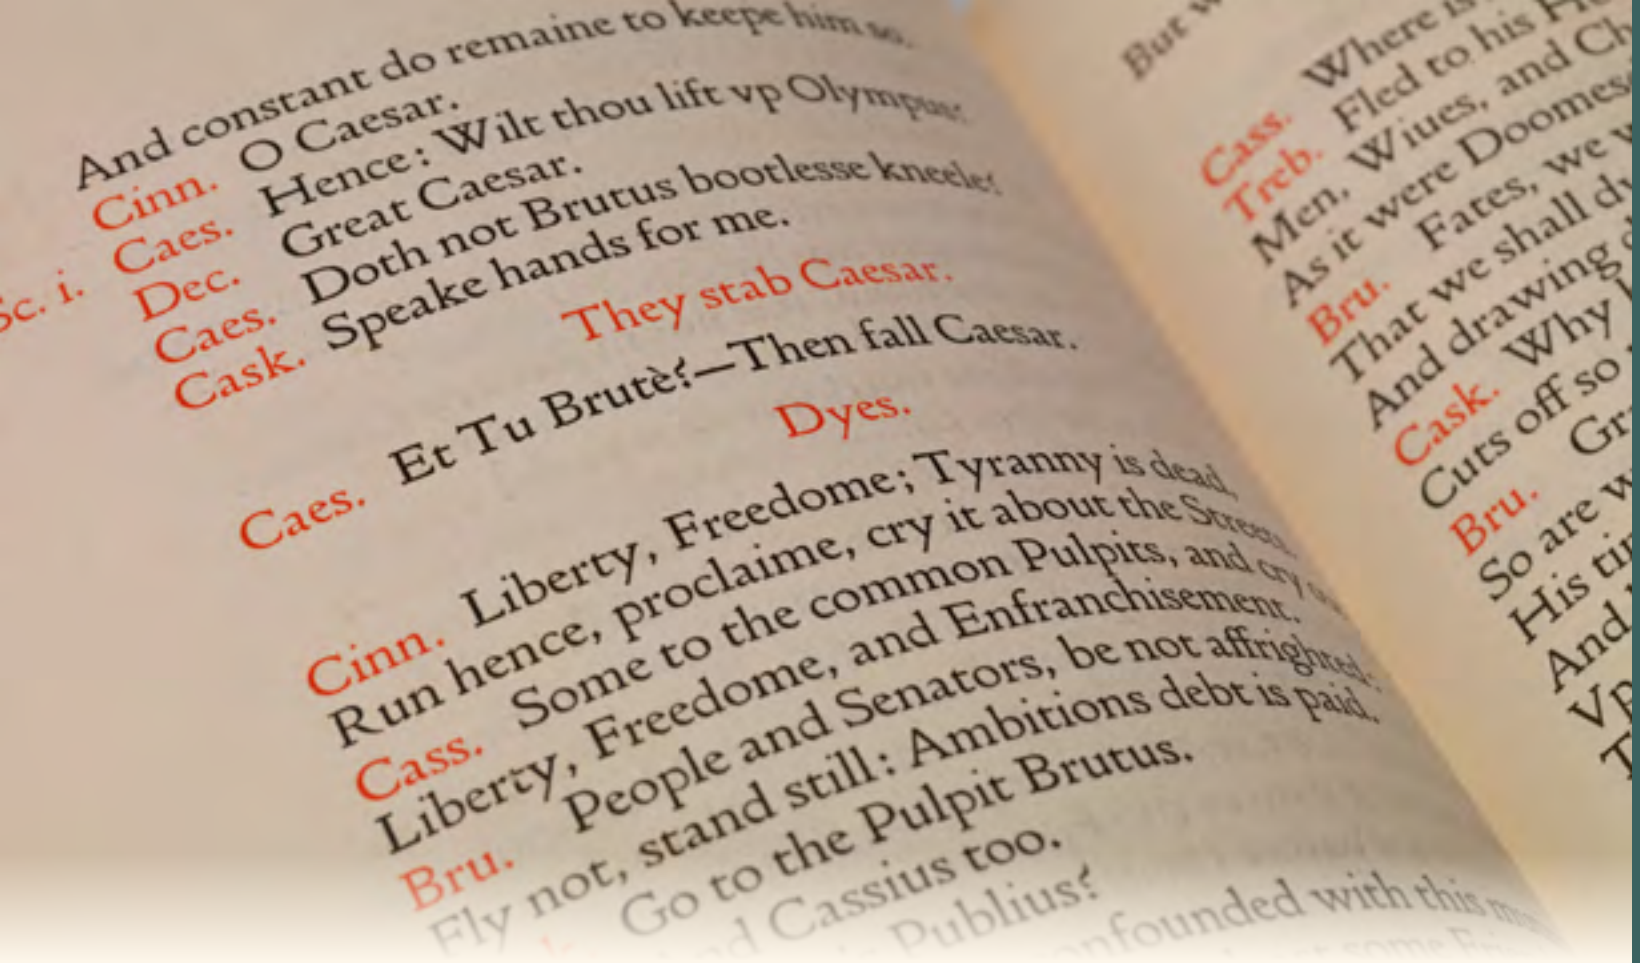 And constant do remaine to keepe him so.
Cinn. O Caesar.
Caes. Hence: Wilt thou lift vp Olympus?
Sc. i. Dec. Great Caesar.
Caes. Doth not Brutus bootlesse kneele?
Cask. Speake hands for me.
They stab Caesar.
Caes. Et Tu Brutè?—Then fall Caesar.
Dyes.
Cinn. Liberty, Freedome; Tyranny is dead,
Run hence, proclaime, cry it about the Streets.
Cass. Some to the common Pulpits, and cry
Liberty, Freedome, and Enfranchisement.
Bru. People and Senators, be not affrighted:
Fly not, stand still: Ambitions debt is paid.
Go to the Pulpit Brutus.
Cassius too.
Publius?
with this
But
Cass. Where is
Treb. Fled to his
Men, Wiues, and
As it were
Bru. Fates, we
That we shall
And drawing
Cask. Why
Cuts off so
Bru.
So are
His
And
Vp